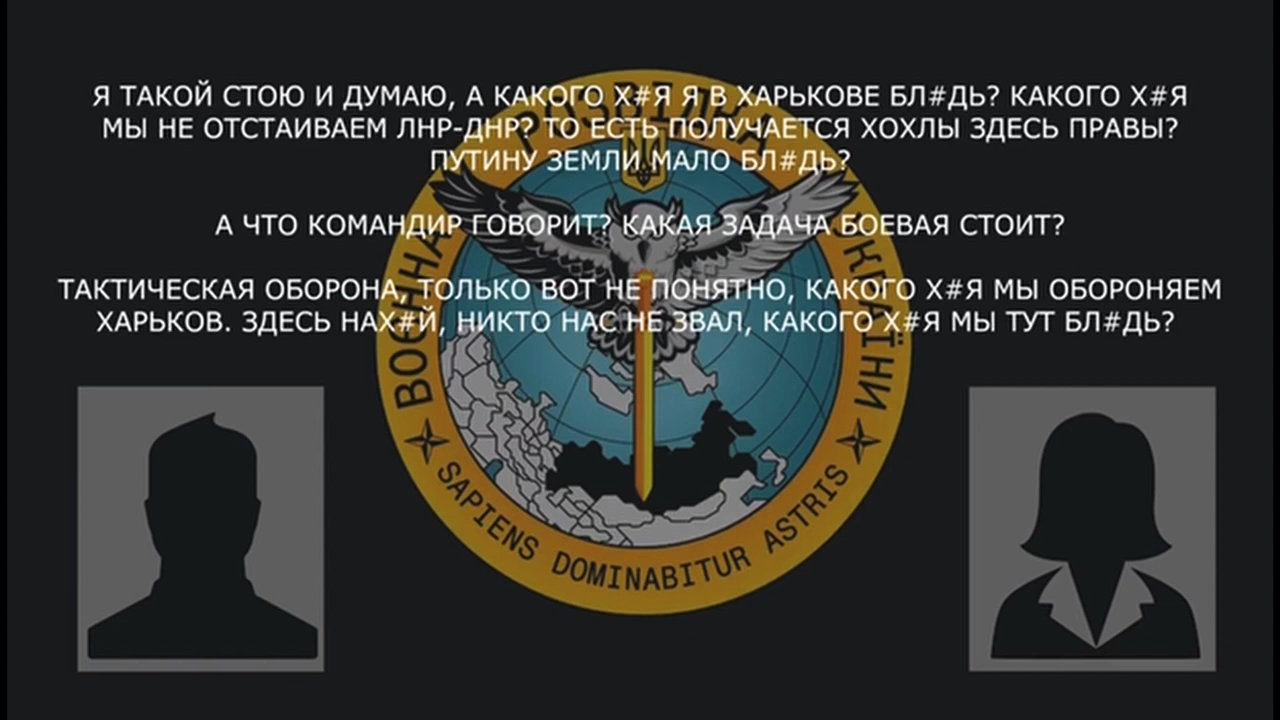 Я ТАКОЙ СТОЮ И ДУМАЮ, А КАКОГО Х#Я Я В ХАРЬКОВЕ БЛ#ДЬ? КАКОГО Х#Я
МЫ НЕ ОТСТАИВАЕМ ЛНР-ДНР? ТО ЕСТЬ ПОЛУЧАЕТСЯ ХОХЛЫ ЗДЕСЬ ПРАВЫ?
ПУТИНУ ЗЕМЛИ МАЛО БЛ#ДЬ?
А ЧТО КОМАНДИР ГОВОРИТ? КАКАЯ ЗАДАЧА БОЕВАЯ СТОИТ?
ТАКТИЧЕСКАЯ ОБОРОНА, ТОЛЬКО ВОТ НЕ ПОНЯТНО, КАКОГО Х#Я МЫ ОБОРОНЯЕМ
ХАРЬКОВ. ЗДЕСЬ НАХ#Й, НИКТО НАС НЕ ЗВАЛ, КАКОГО Х#Я МЫ ТУТ БЛ#ДЬ?
ВОЄННА РОЗВІДКА УКРАЇНИ
SAPIENS DOMINABITUR ASTRIS